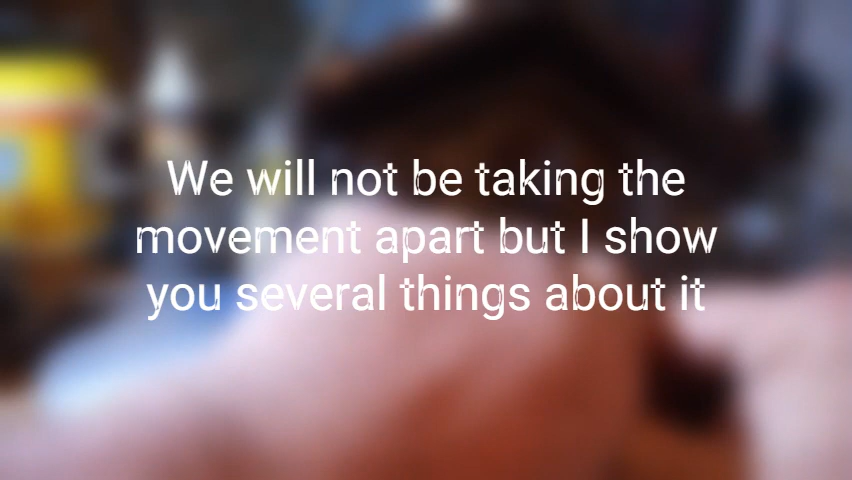 We will not be taking the
movement apart but I show
you several things about it